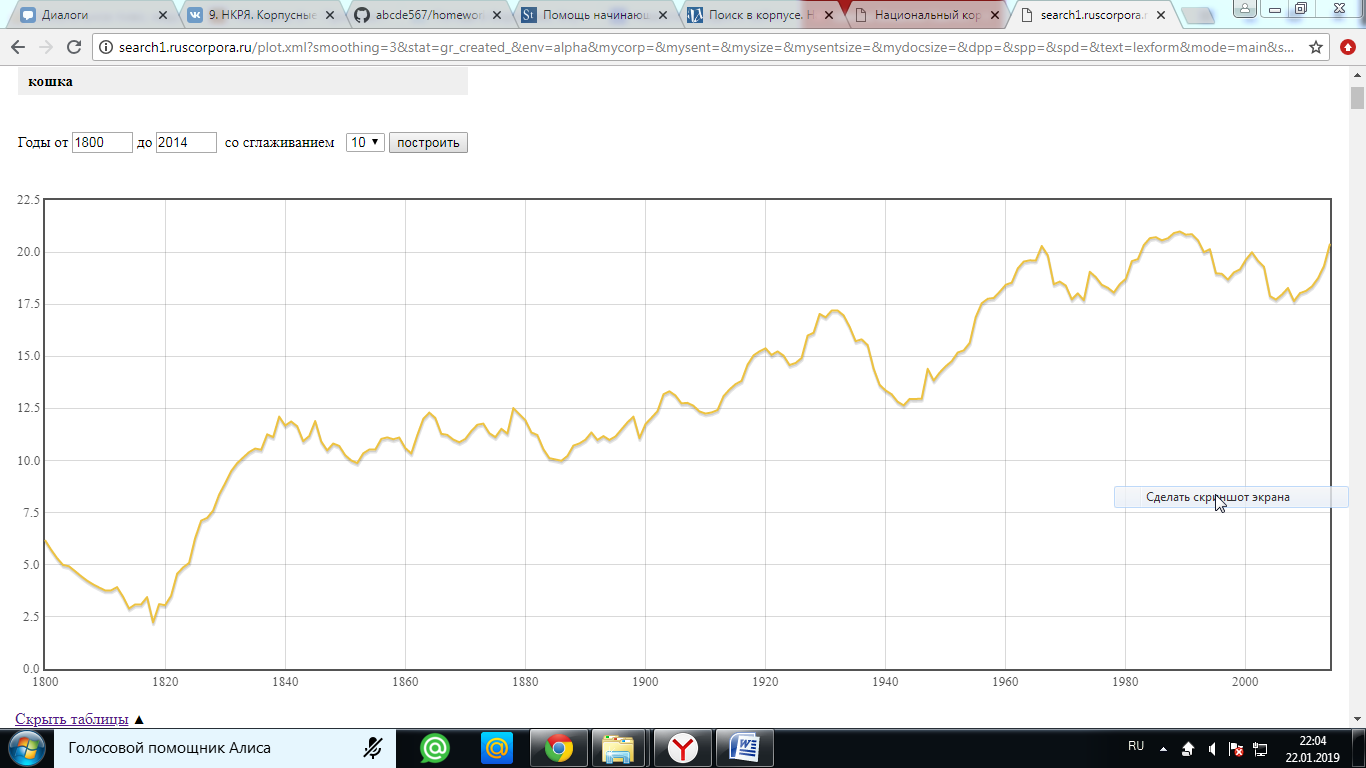 Диалоги
9. НКРЯ. Корпусные
abcde567/homewor
Помощь начинающ
Поиск в корпусе. Н
Национальный кор
search1.ruscorpora.r
search1.ruscorpora.ru/plot.xml?smoothing=3&stat=gr_created_&env=alpha&mycorp=&mysent=&mysize=&mysentsize=&mydocsize=&dpp=&spp=&spd=&text=lexform&mode=main&s...
кошка
Годы от 1800 до 2014 со сглаживанием 10 построить
22.5
20.0
17.5
15.0
12.5
10.0
7.5
5.0
2.5
0.0
1800 1820 1840 1860 1880 1900 1920 1940 1960 1980 2000
Сделать скриншот экрана
Скрыть таблицы ▲
Голосовой помощник Алиса
RU
22:04
22.01.2019